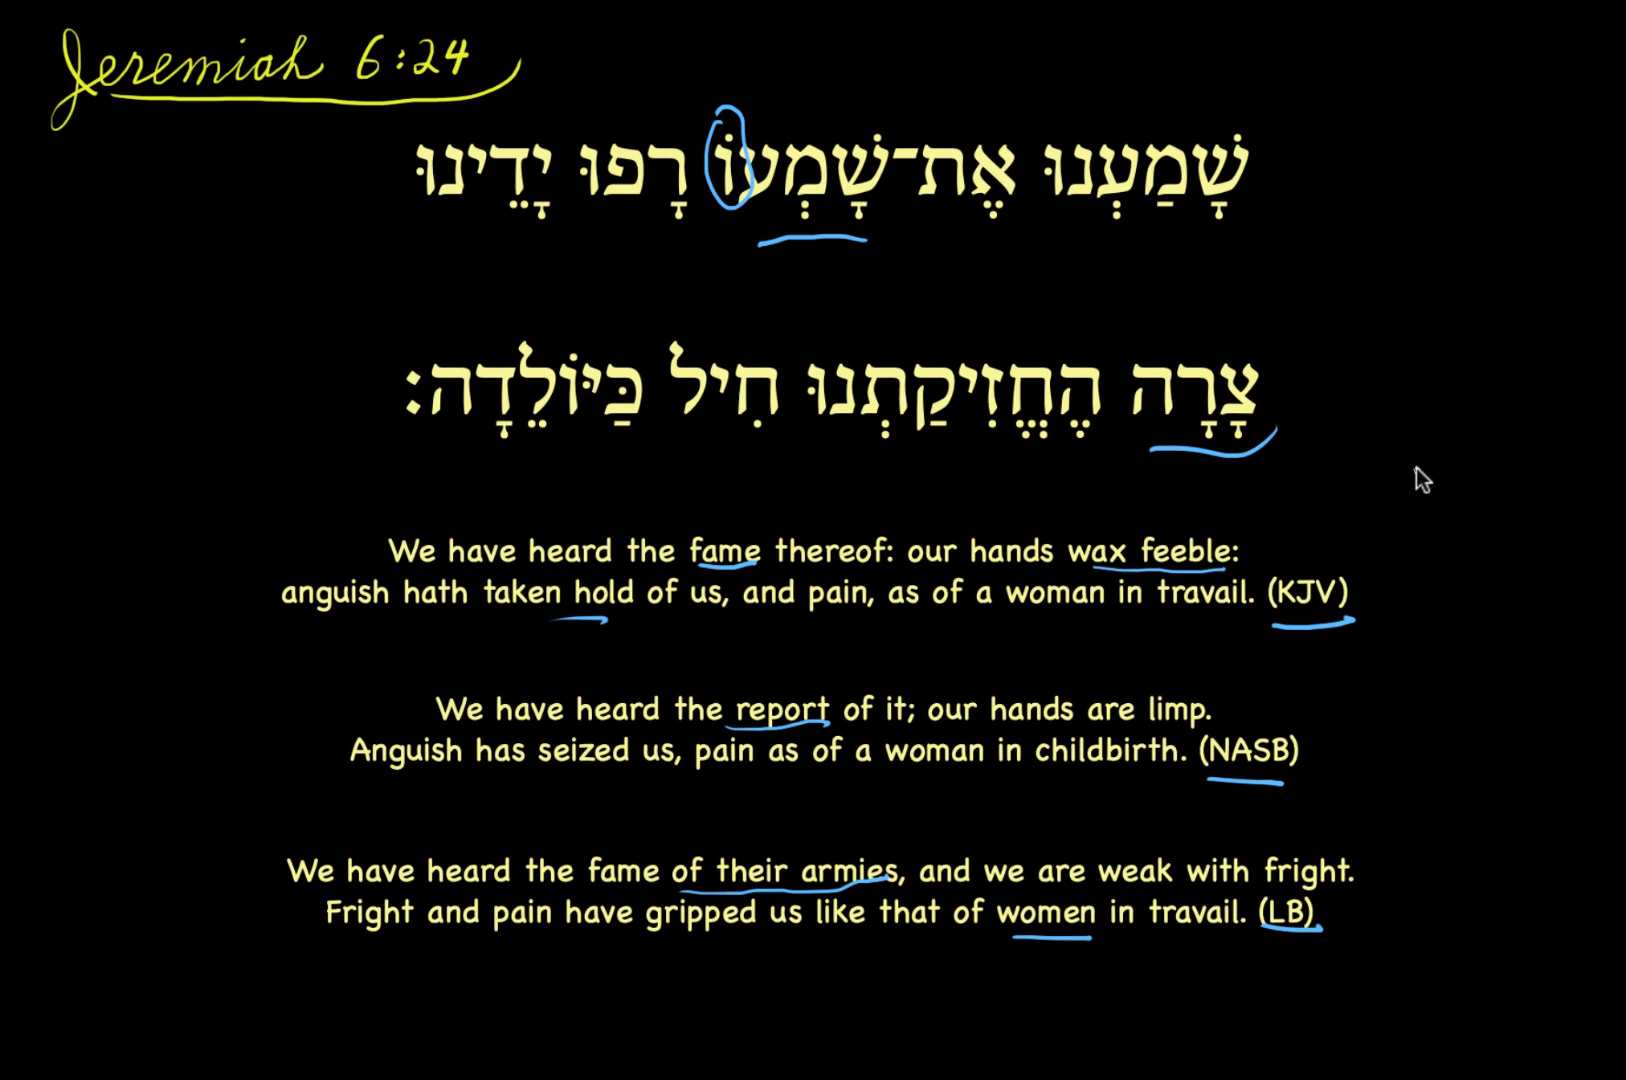 Jeremiah 6:24
שָׁמַעְנוּ אֶת־שָׁמְעוֹ רָפוּ יָדֵינוּ
צָרָה הֶחֱזִיקַתְנוּ חִיל כַּיּוֹלֵדָה׃
We have heard the fame thereof: our hands wax feeble:
anguish hath taken hold of us, and pain, as of a woman in travail. (KJV)
We have heard the report of it; our hands are limp.
Anguish has seized us, pain as of a woman in childbirth. (NASB)
We have heard the fame of their armies, and we are weak with fright.
Fright and pain have gripped us like that of women in travail. (LB)